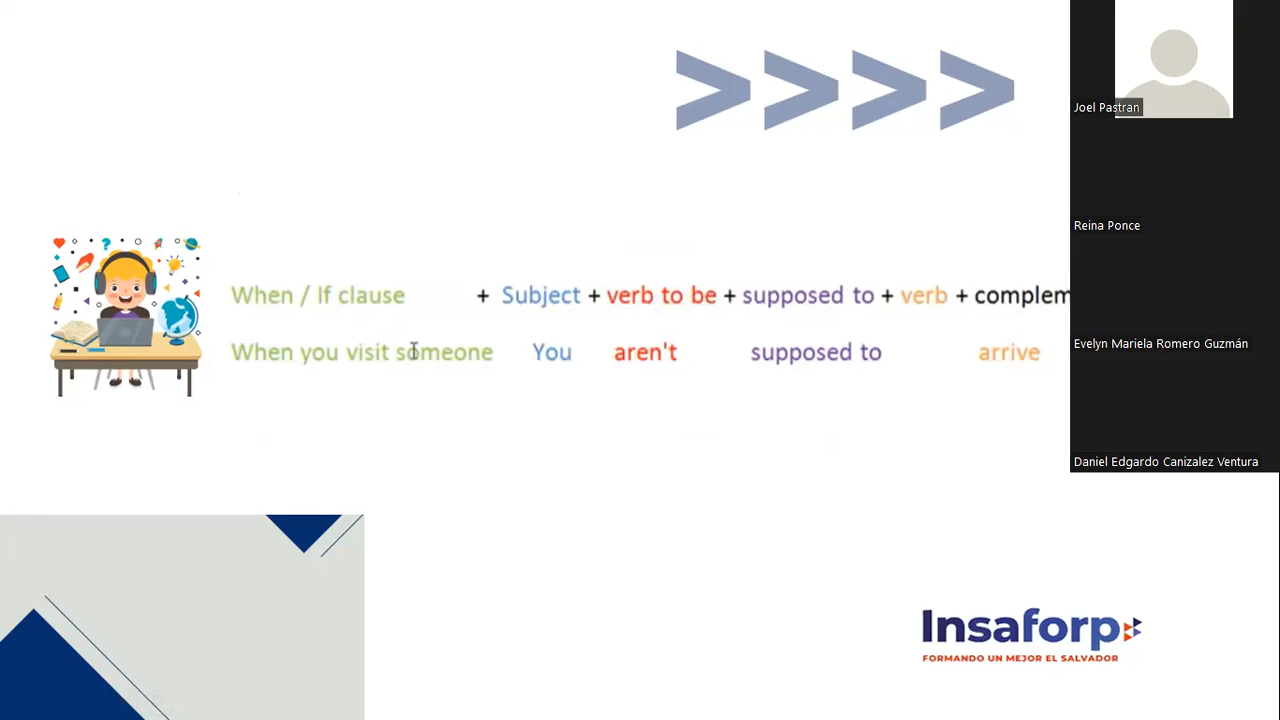 >>>>
Joel Pastran
Reina Ponce
When / If clause + Subject + verb to be + supposed to + verb + complem
Evelyn Mariela Romero Guzmán
When you visit someone You aren't supposed to arrive
Daniel Edgardo Canizalez Ventura
Insaforp
FORMANDO UN MEJOR EL SALVADOR